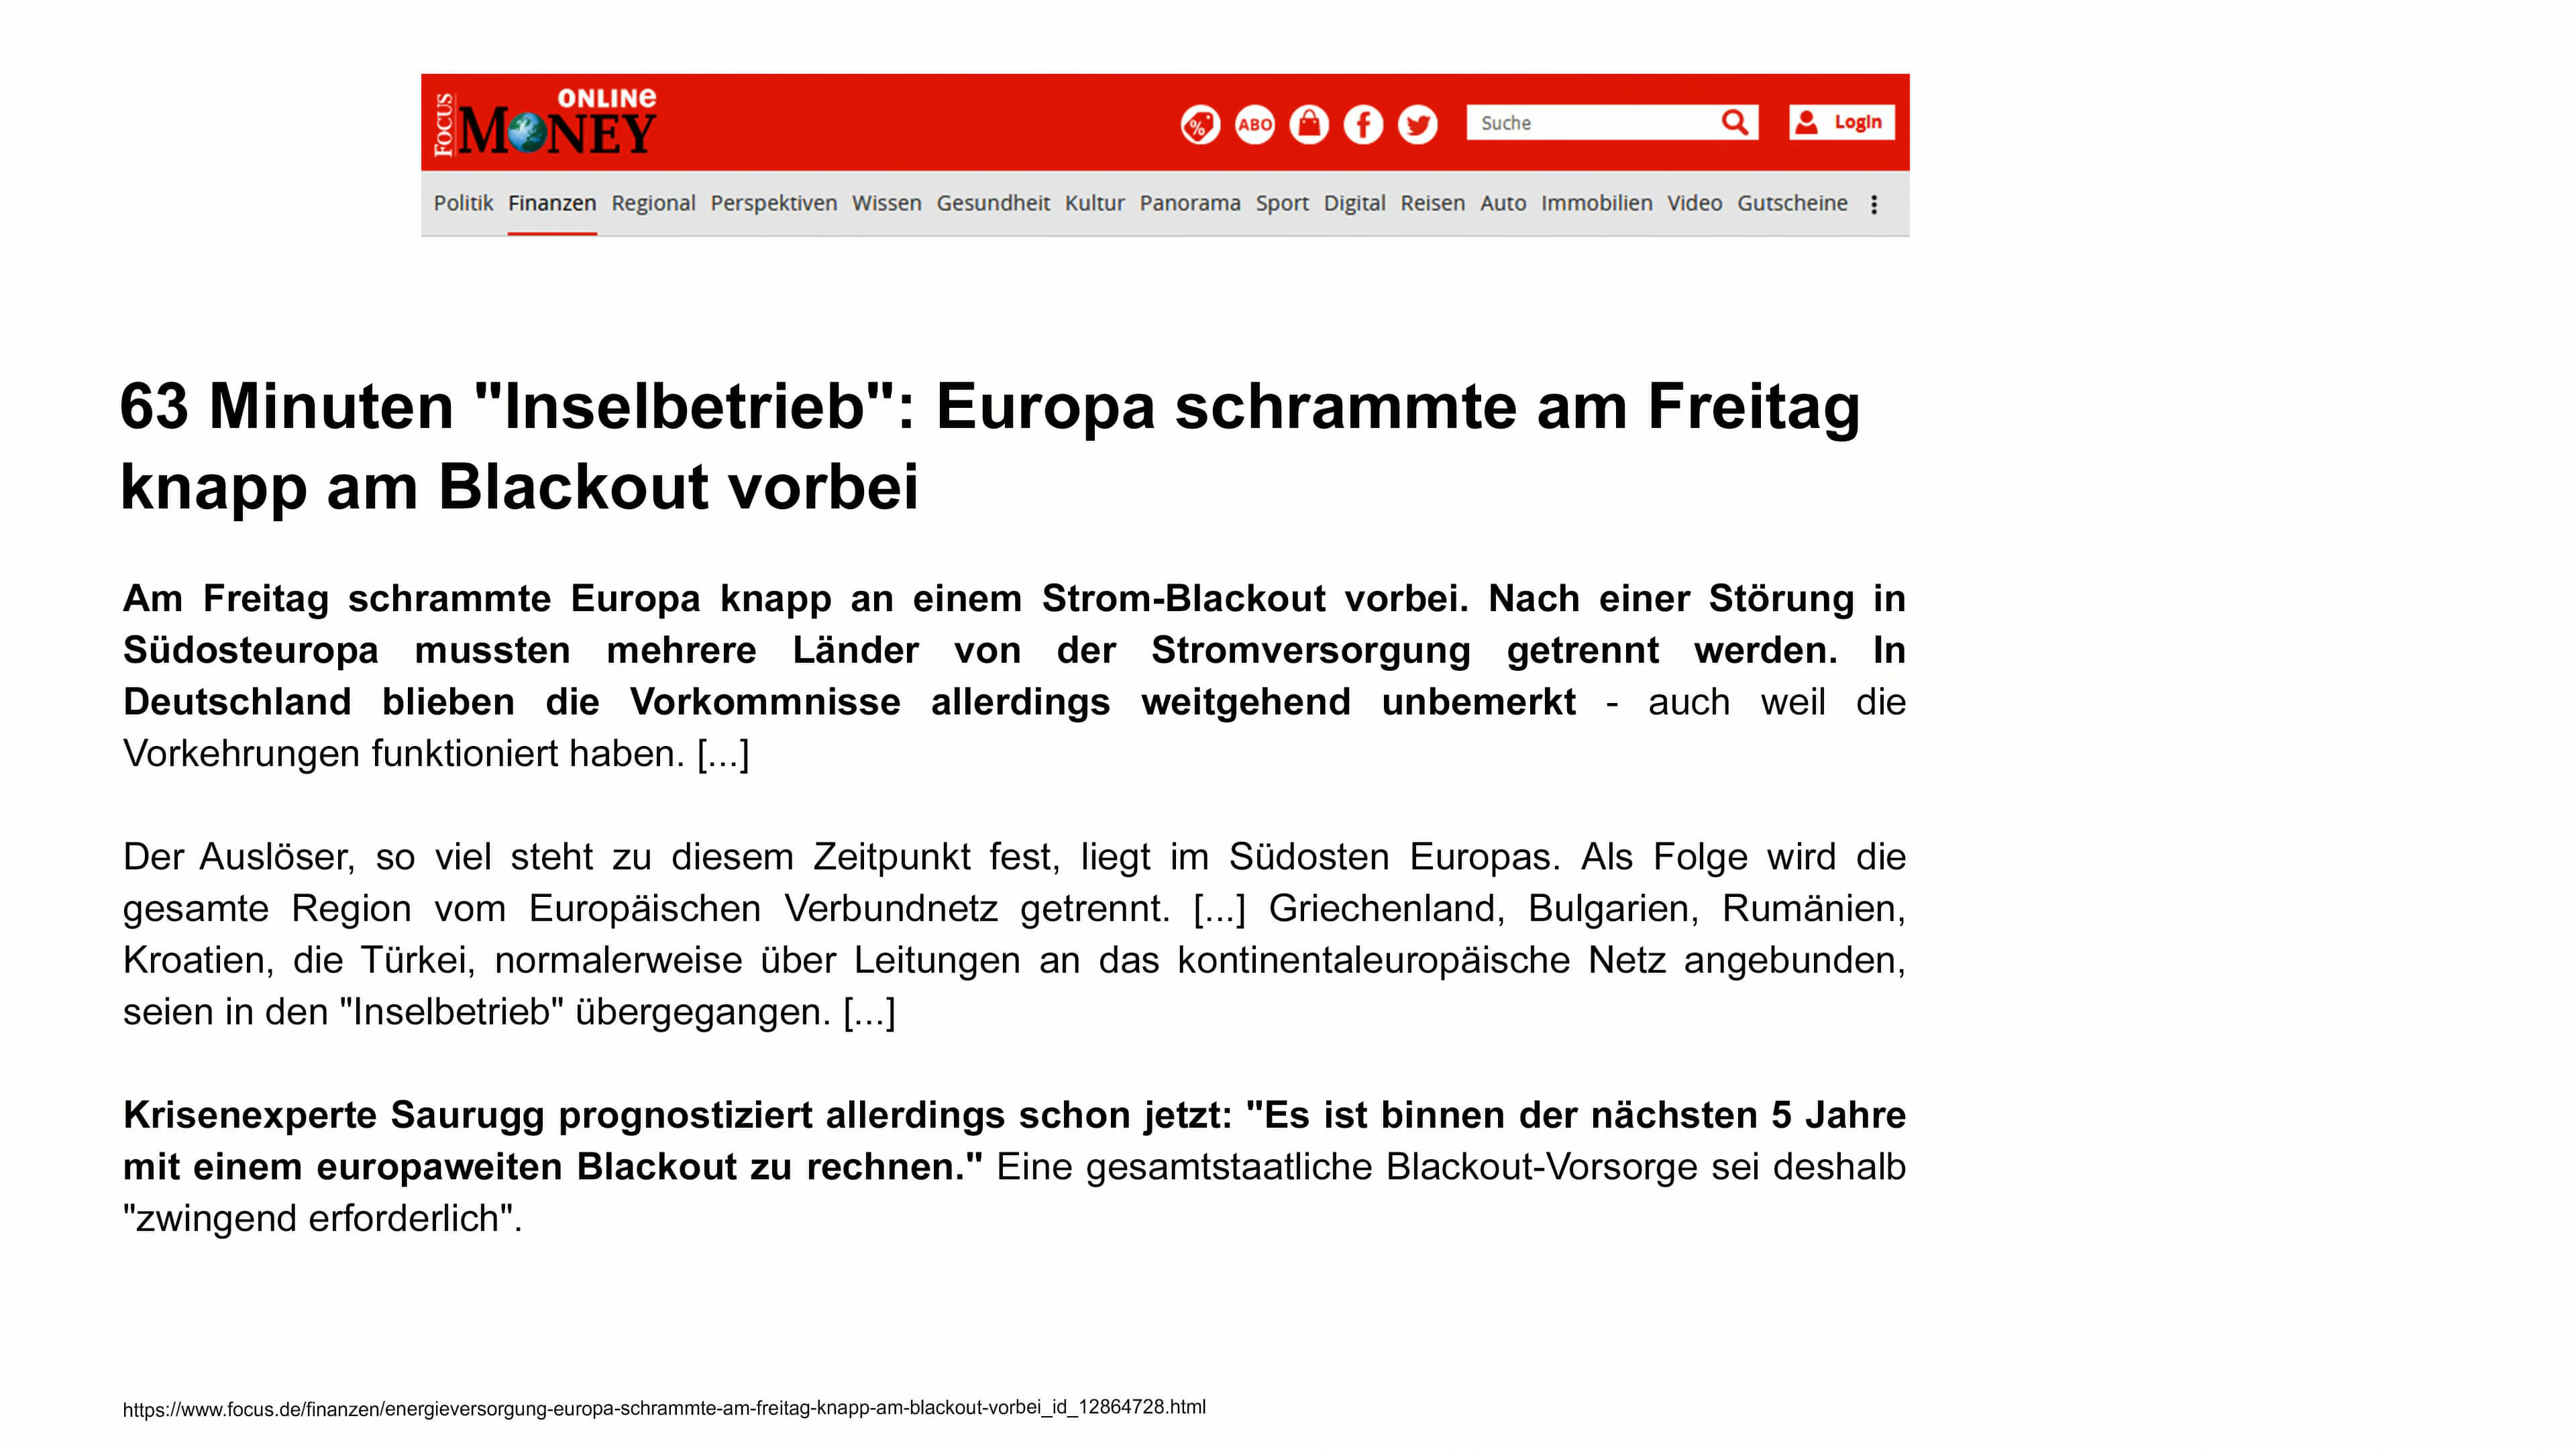 FOCUS MONEY ONLINE
ABO
Suche
Login
Politik Finanzen Regional Perspektiven Wissen Gesundheit Kultur Panorama Sport Digital Reisen Auto Immobilien Video Gutscheine
63 Minuten "Inselbetrieb": Europa schrammte am Freitag
knapp am Blackout vorbei
Am Freitag schrammte Europa knapp an einem Strom-Blackout vorbei. Nach einer Störung in
Südosteuropa mussten mehrere Länder von der Stromversorgung getrennt werden. In
Deutschland blieben die Vorkommnisse allerdings weitgehend unbemerkt - auch weil die
Vorkehrungen funktioniert haben. [...]
Der Auslöser, so viel steht zu diesem Zeitpunkt fest, liegt im Südosten Europas. Als Folge wird die
gesamte Region vom Europäischen Verbundnetz getrennt. [...] Griechenland, Bulgarien, Rumänien,
Kroatien, die Türkei, normalerweise über Leitungen an das kontinentaleuropäische Netz angebunden,
seien in den "Inselbetrieb" übergegangen. [...]
Krisenexperte Saurugg prognostiziert allerdings schon jetzt: "Es ist binnen der nächsten 5 Jahre
mit einem europaweiten Blackout zu rechnen." Eine gesamtstaatliche Blackout-Vorsorge sei deshalb
"zwingend erforderlich".
https://www.focus.de/finanzen/energieversorgung-europa-schrammte-am-freitag-knapp-am-blackout-vorbei_id_12864728.html